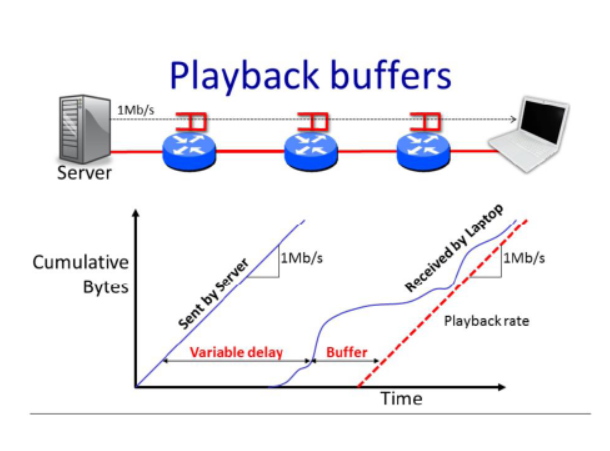 Playback buffers
1Mb/s
Server
Cumulative
Bytes
Sent by Server
1Mb/s
Received by Laptop
1Mb/s
Playback rate
Variable delay
Buffer
Time